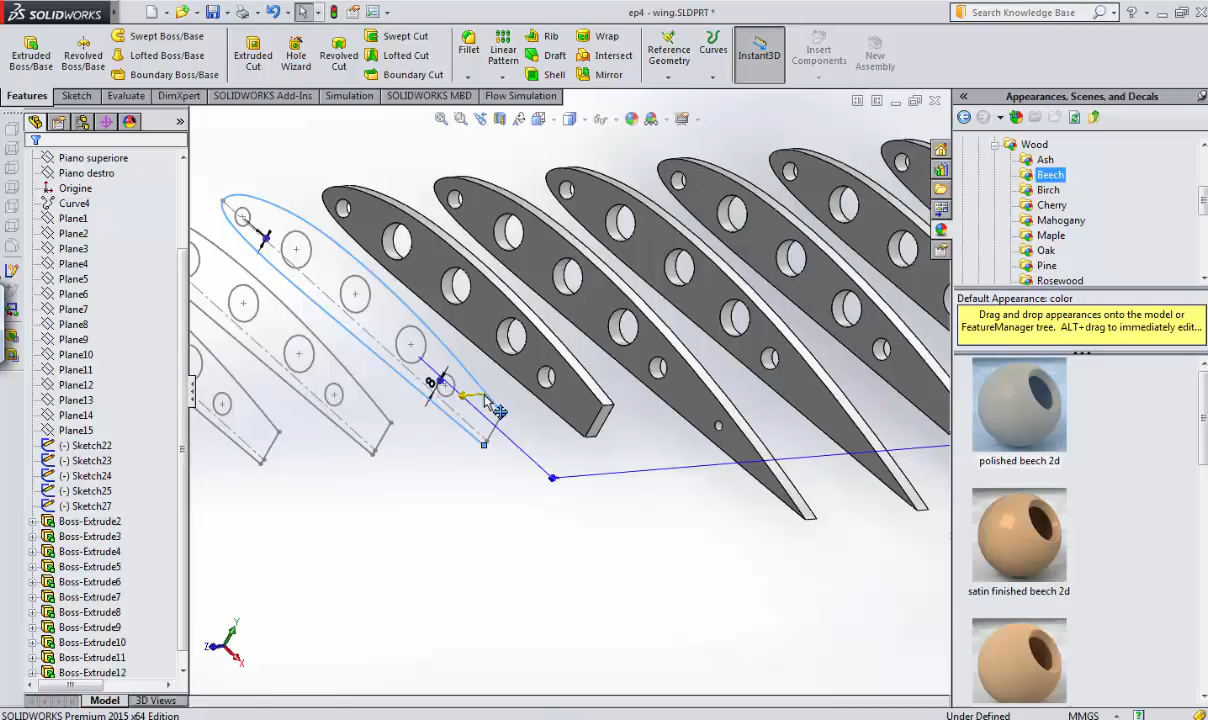 SOLIDWORKS
ep4 - wing.SLDPRT *
Search Knowledge Base
Extruded Boss/Base
Revolved Boss/Base
Swept Boss/Base
Lofted Boss/Base
Boundary Boss/Base
Extruded Cut
Hole Wizard
Revolved Cut
Swept Cut
Lofted Cut
Boundary Cut
Fillet
Linear Pattern
Rib
Draft
Shell
Wrap
Intersect
Mirror
Reference Geometry
Curves
Instant3D
Insert Components
New Assembly
Features
Sketch
Evaluate
DimXpert
SOLIDWORKS Add-Ins
Simulation
SOLIDWORKS MBD
Flow Simulation
Piano superiore
Piano destro
Origine
Curve4
Plane1
Plane2
Plane3
Plane4
Plane5
Plane6
Plane7
Plane8
Plane9
Plane10
Plane11
Plane12
Plane13
Plane14
Plane15
(-) Sketch22
(-) Sketch23
(-) Sketch24
(-) Sketch25
(-) Sketch27
Boss-Extrude2
Boss-Extrude3
Boss-Extrude4
Boss-Extrude5
Boss-Extrude6
Boss-Extrude7
Boss-Extrude8
Boss-Extrude9
Boss-Extrude10
Boss-Extrude11
Boss-Extrude12
8
Y
Z
X
Appearances, Scenes, and Decals
Wood
Ash
Beech
Birch
Cherry
Mahogany
Maple
Oak
Pine
Rosewood
Default Appearance: color
Drag and drop appearances onto the model or
FeatureManager tree. ALT+drag to immediately edit...
polished beech 2d
satin finished beech 2d
Model
3D Views
SOLIDWORKS Premium 2015 x64 Edition
Under Defined
MMGS